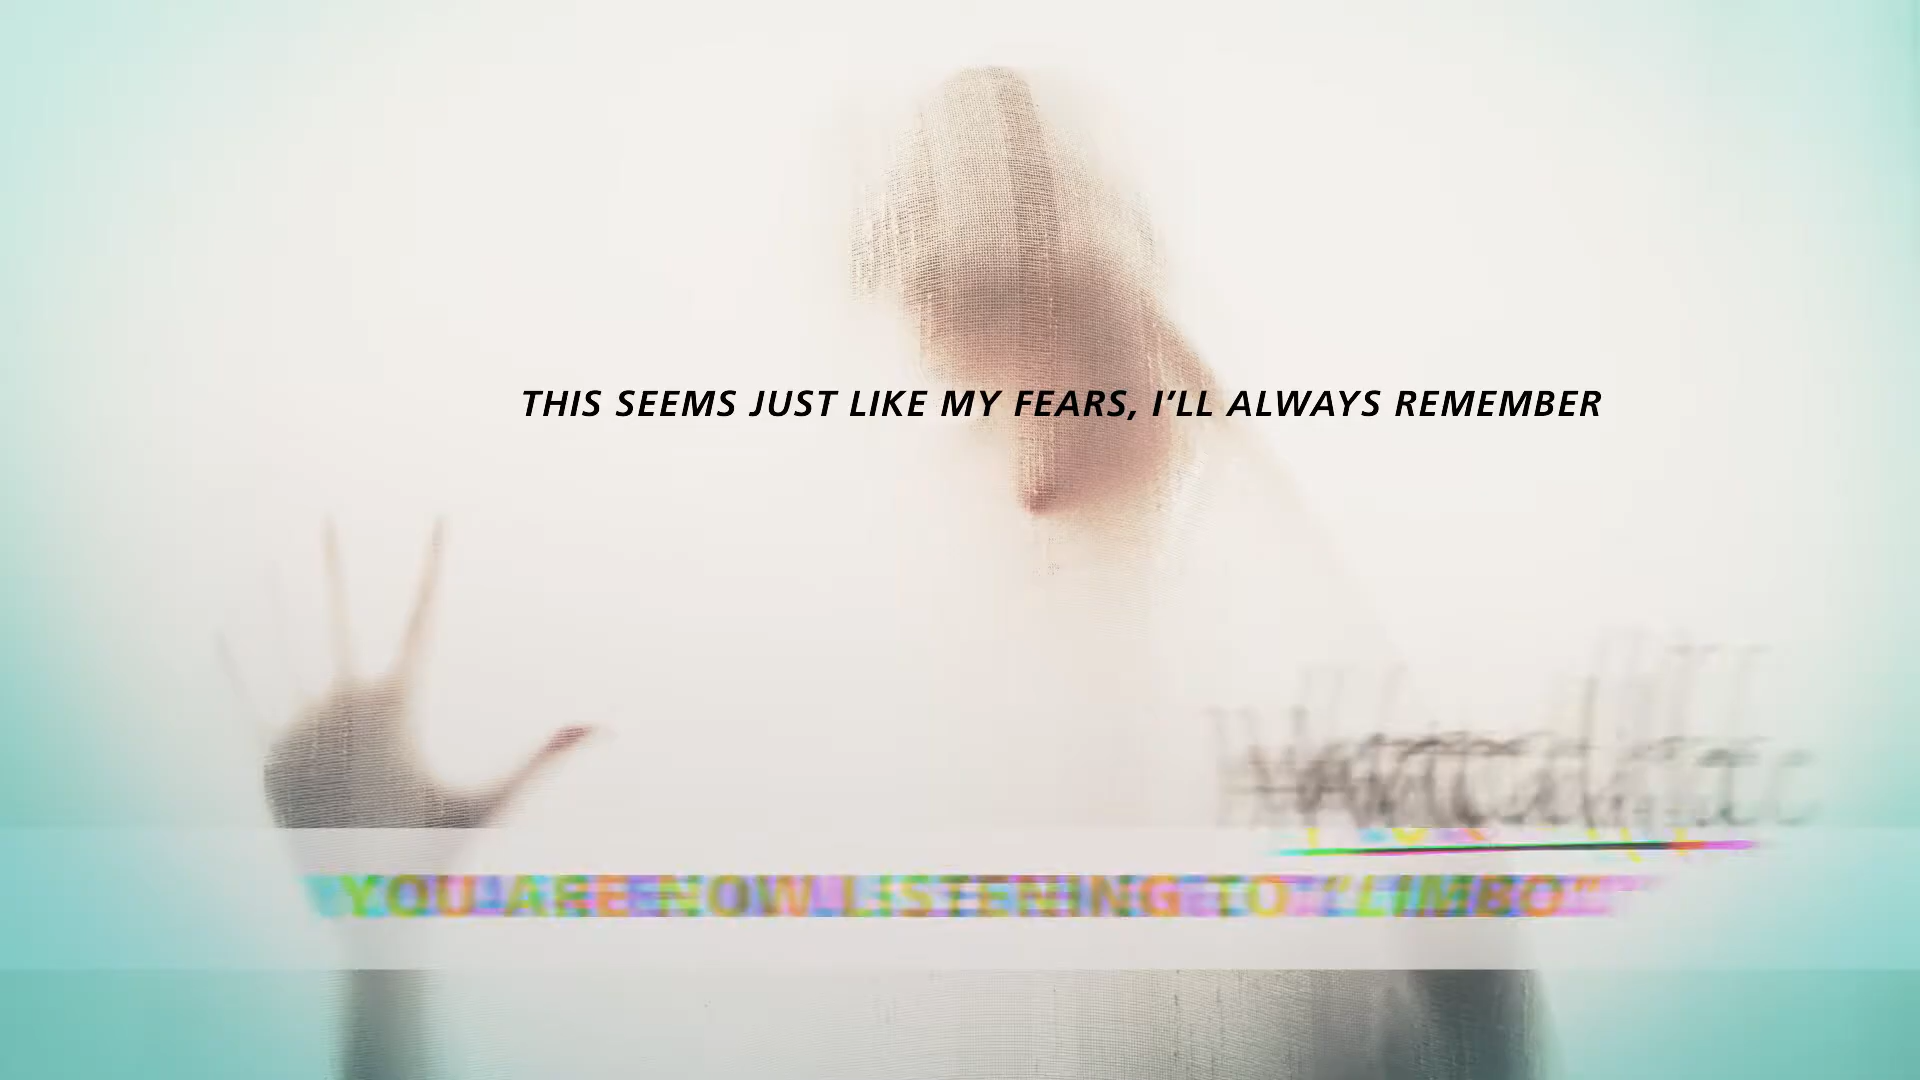 THIS SEEMS JUST LIKE MY FEARS, I’LL ALWAYS REMEMBER
YOU ARE NOW LISTENING TO “LIMBO”